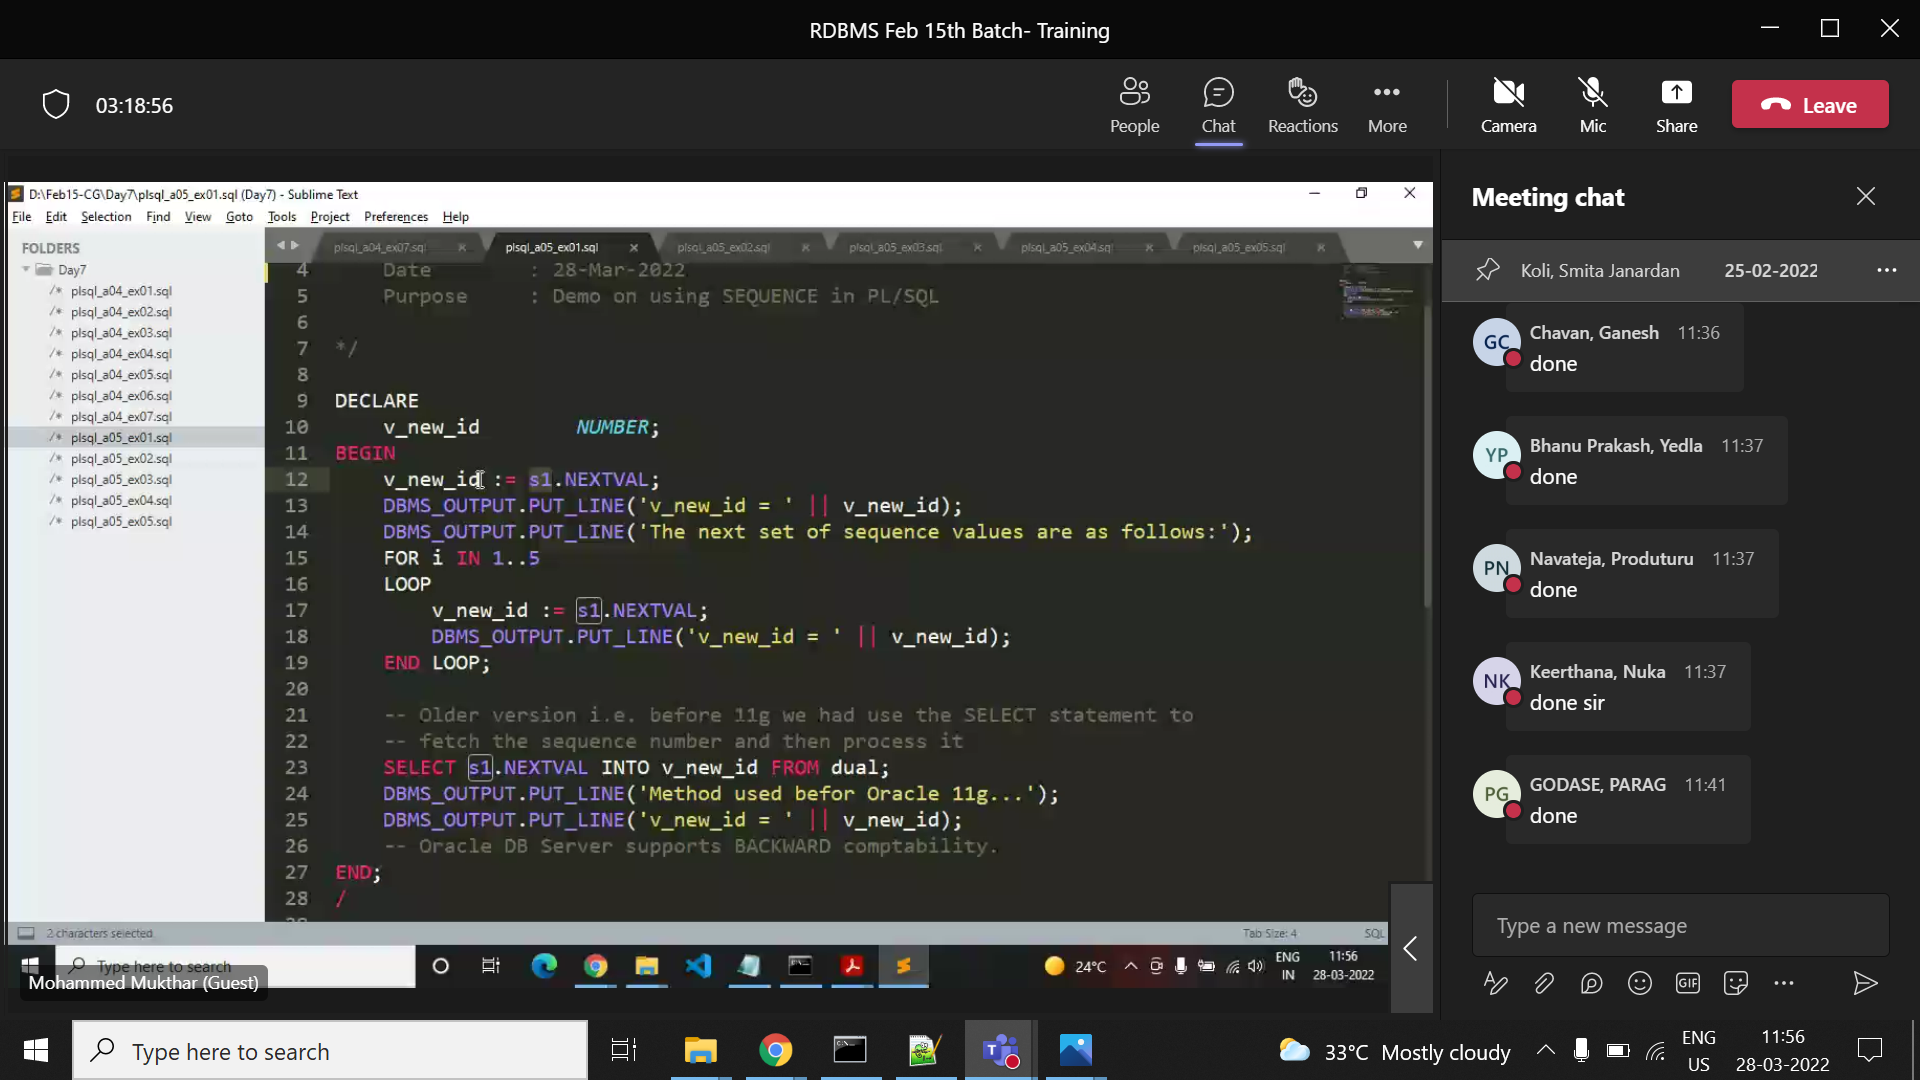 RDBMS Feb 15th Batch- Training
03:18:56
People
Chat
Reactions
More
Camera
Mic
Share
Leave
D:\Feb15-CG\Day7\plsql_a05_ex01.sql (Day7) - Sublime Text
File Edit Selection Find View Goto Tools Project Preferences Help
FOLDERS
Day7
/* plsql_a04_ex01.sql
/* plsql_a04_ex02.sql
/* plsql_a04_ex03.sql
/* plsql_a04_ex04.sql
/* plsql_a04_ex05.sql
/* plsql_a04_ex06.sql
/* plsql_a04_ex07.sql
/* plsql_a05_ex01.sql
/* plsql_a05_ex02.sql
/* plsql_a05_ex03.sql
/* plsql_a05_ex04.sql
/* plsql_a05_ex05.sql
plsql_a04_ex07.sql plsql_a05_ex01.sql plsql_a05_ex02.sql plsql_a05_ex03.sql plsql_a05_ex04.sql plsql_a05_ex05.sql
4 Date : 28-Mar-2022
5 Purpose : Demo on using SEQUENCE in PL/SQL
6
7 */
8
9 DECLARE
10 v_new_id NUMBER;
11 BEGIN
12 v_new_id := s1.NEXTVAL;
13 DBMS_OUTPUT.PUT_LINE('v_new_id = ' || v_new_id);
14 DBMS_OUTPUT.PUT_LINE('The next set of sequence values are as follows:');
15 FOR i IN 1..5
16 LOOP
17 v_new_id := s1.NEXTVAL;
18 DBMS_OUTPUT.PUT_LINE('v_new_id = ' || v_new_id);
19 END LOOP;
20
21 -- Older version i.e. before 11g we had use the SELECT statement to
22 -- fetch the sequence number and then process it
23 SELECT s1.NEXTVAL INTO v_new_id FROM dual;
24 DBMS_OUTPUT.PUT_LINE('Method used befor Oracle 11g...');
25 DBMS_OUTPUT.PUT_LINE('v_new_id = ' || v_new_id);
26 -- Oracle DB Server supports BACKWARD comptability.
27 END;
28 /
2 characters selected
Tab Size: 4
SQL
Type here to search
24°C
ENG
IN
11:56
28-03-2022
Mohammed Mukthar (Guest)
Meeting chat
Koli, Smita Janardan 25-02-2022
GC
Chavan, Ganesh 11:36
done
YP
Bhanu Prakash, Yedla 11:37
done
PN
Navateja, Produturu 11:37
done
NK
Keerthana, Nuka 11:37
done sir
PG
GODASE, PARAG 11:41
done
Type a new message
GIF
Type here to search
33°C Mostly cloudy
ENG
US
11:56
28-03-2022